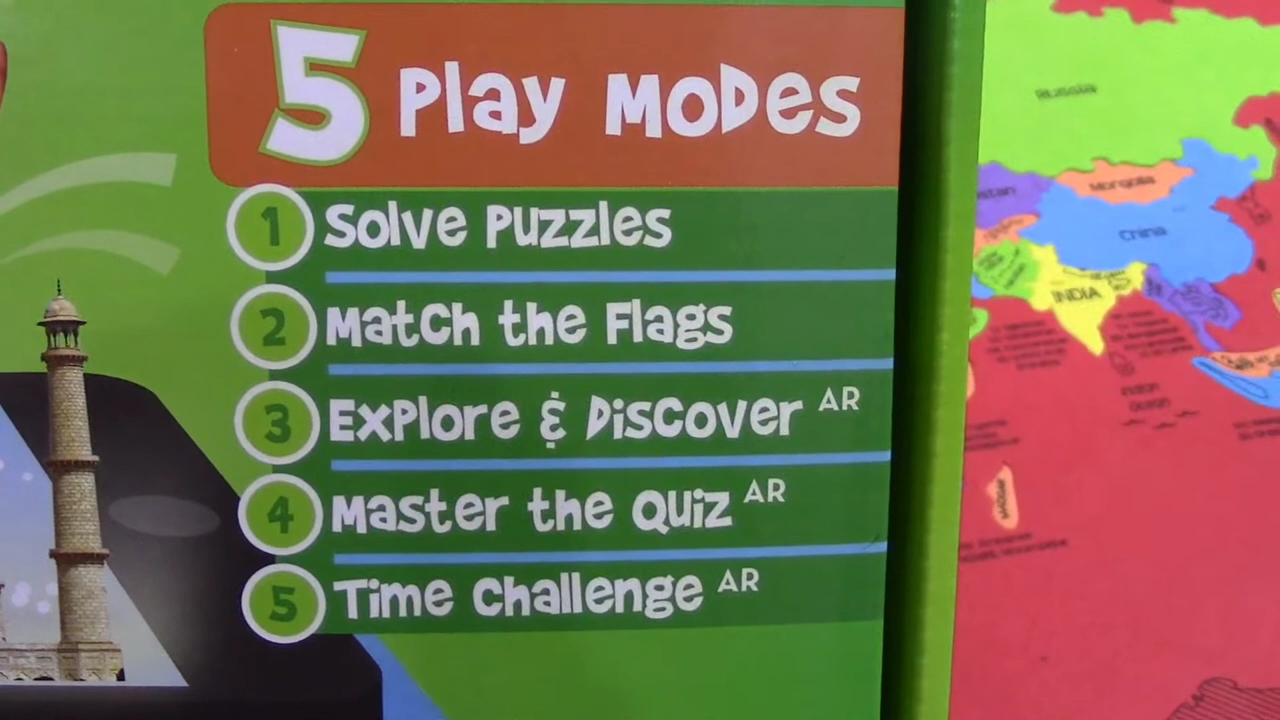 5 Play Modes
1 Solve Puzzles
2 Match the Flags
3 Explore & Discover AR
4 Master the Quiz AR
5 Time Challenge AR
RUSSIA
Mongolia
China
INDIA